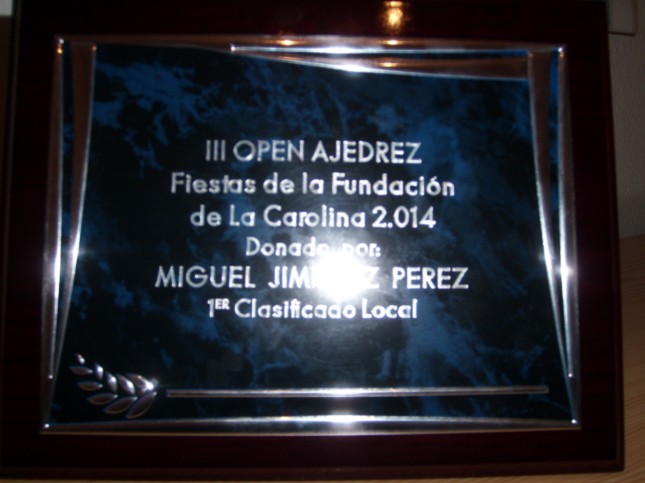 III OPEN AJEDREZ
Fiestas de la Fundación
de La Carolina 2.014
Donado por:
MIGUEL PEREZ
1ER Clasificado Local